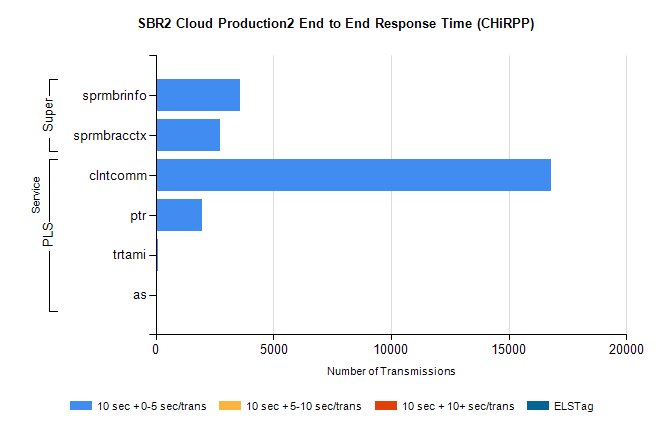 SBR2 Cloud Production2 End to End Response Time (CHiRPP)
Super
sprmbrinfo
sprmbracctx
Service
PLS
clntcomm
ptr
trtami
as
0 5000 10000 15000 20000
Number of Transmissions
10 sec +0-5 sec/trans 10 sec +5-10 sec/trans 10 sec + 10+ sec/trans ELSTag